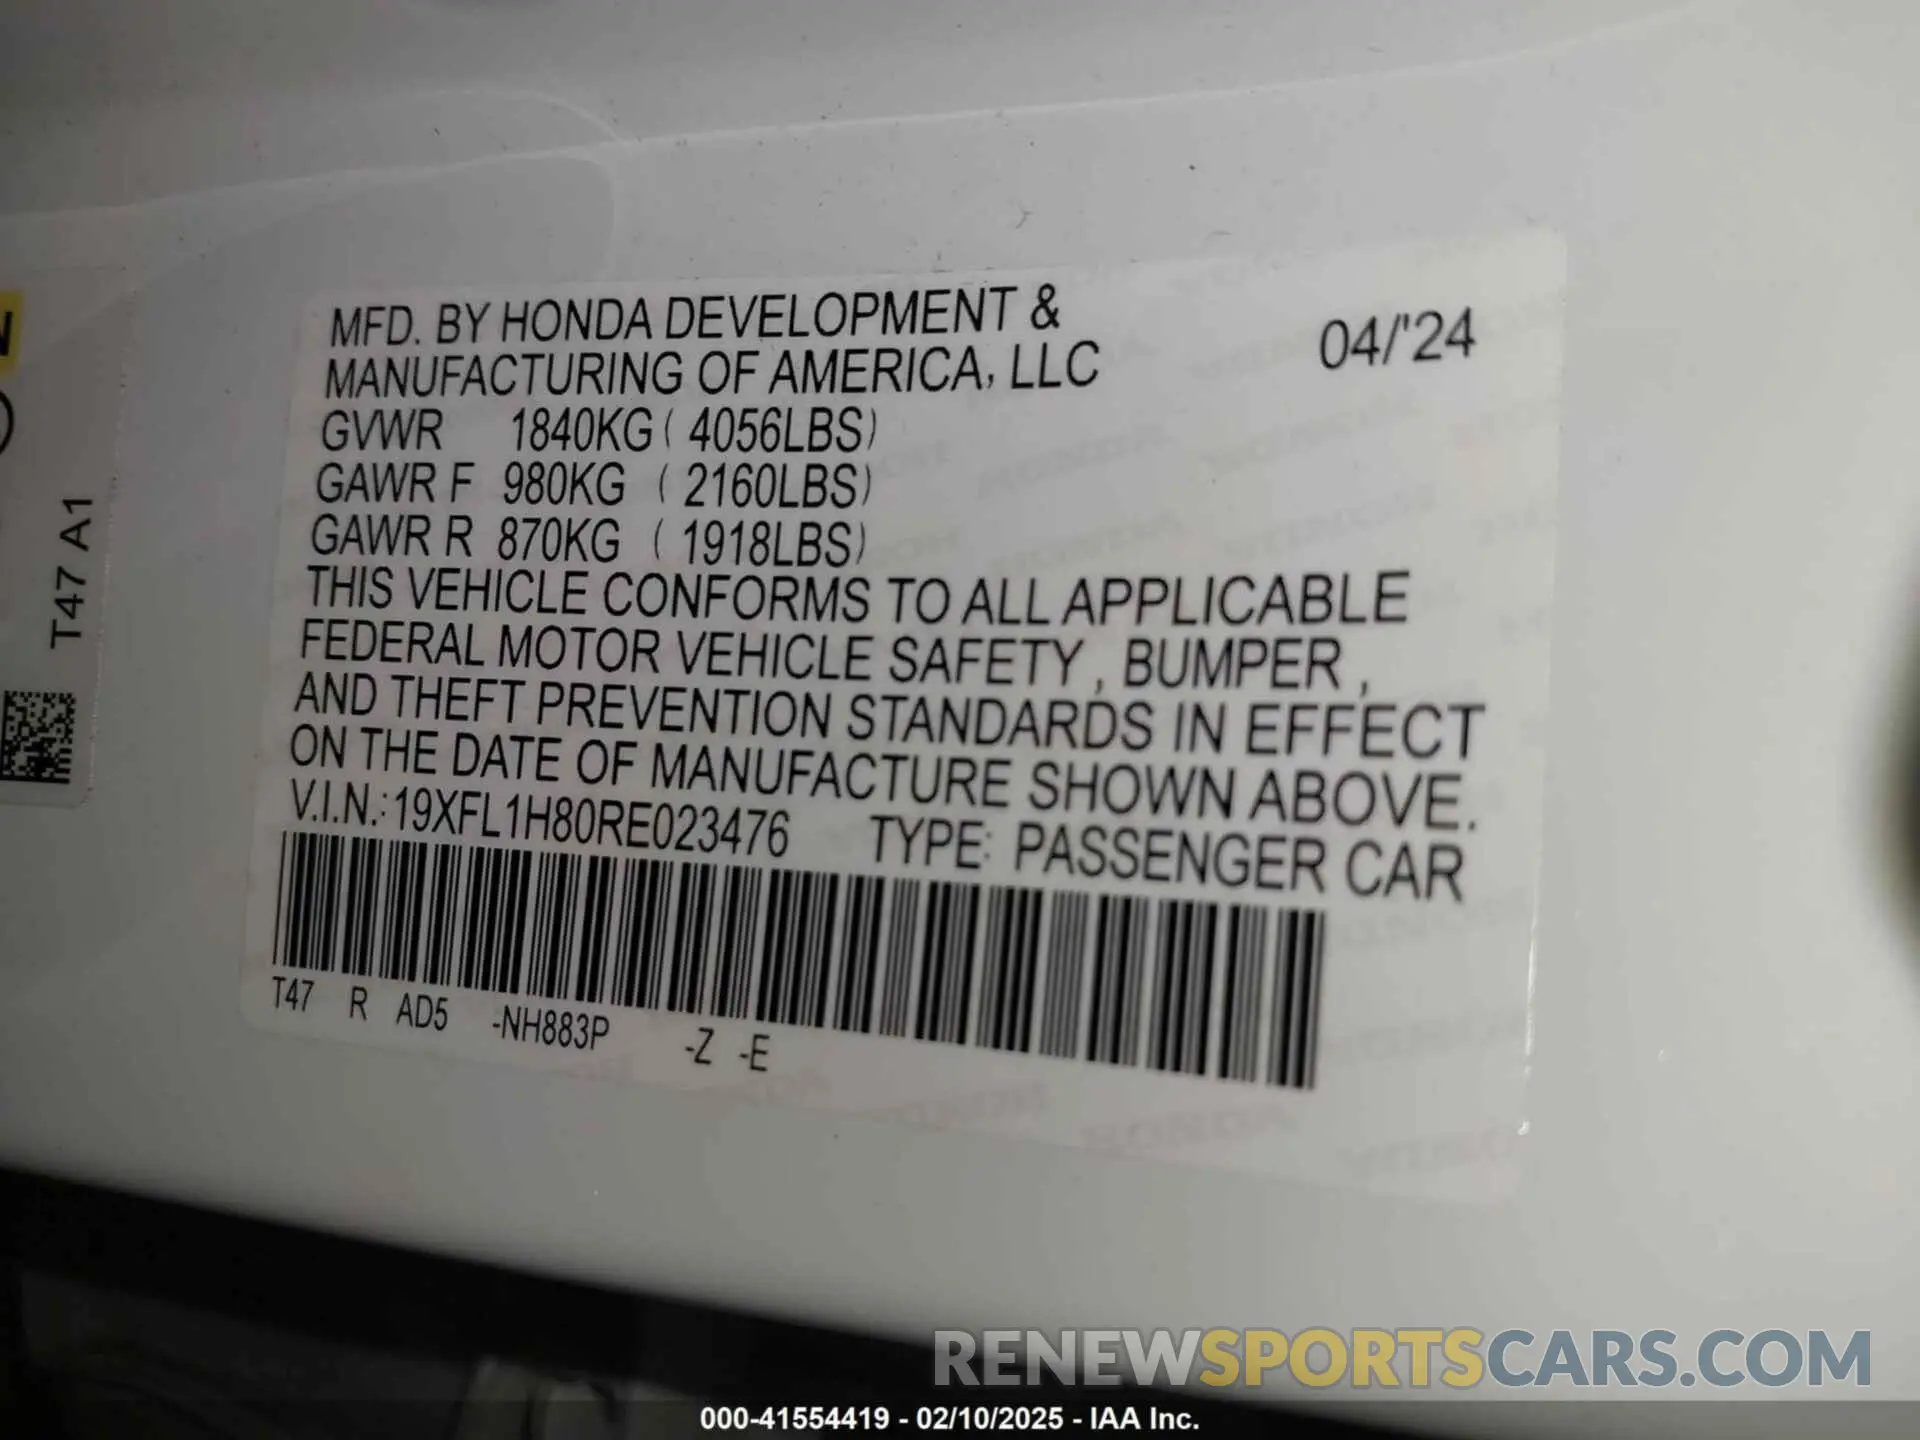 MFD. BY HONDA DEVELOPMENT &
MANUFACTURING OF AMERICA, LLC
04/'24
GVWR 1840KG ( 4056LBS)
GAWR F 980KG ( 2160LBS)
GAWR R 870KG ( 1918LBS)
THIS VEHICLE CONFORMS TO ALL APPLICABLE
FEDERAL MOTOR VEHICLE SAFETY , BUMPER ,
AND THEFT PREVENTION STANDARDS IN EFFECT
ON THE DATE OF MANUFACTURE SHOWN ABOVE.
V.I.N.: 19XFL1H80RE023476 TYPE: PASSENGER CAR
T47 R AD5 -NH883P -Z -E
T47 A1
RENEWSPORTSCARS.COM
000-41554419 - 02/10/2025 - IAA Inc.